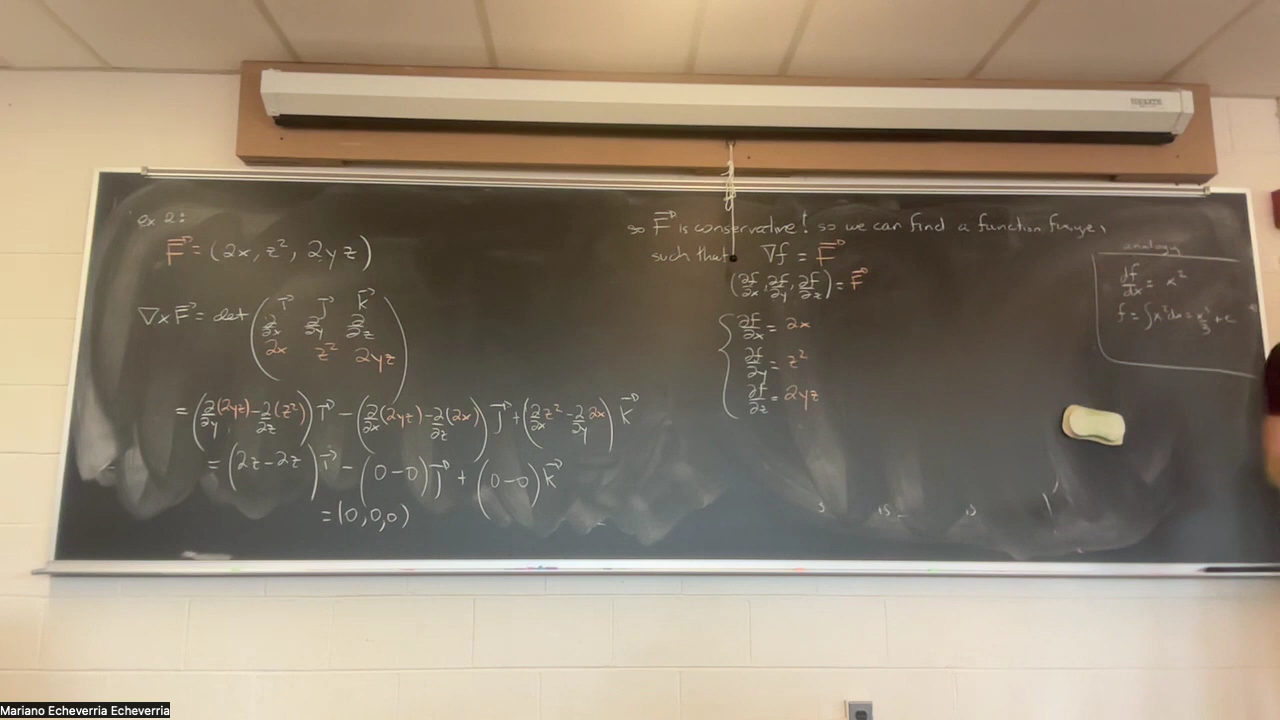 ex 2:
F⃗ = (2x, z², 2yz)
∇×F⃗ = det ( i⃗ j⃗ k⃗
∂/∂x ∂/∂y ∂/∂z
2x z² 2yz )
= (∂/∂y (2yz) - ∂/∂z (z²)) i⃗ - (∂/∂x (2yz) - ∂/∂z (2x)) j⃗ + (∂/∂x z² - ∂/∂y 2x) k⃗
= (2z-2z) i⃗ - (0-0) j⃗ + (0-0) k⃗
= (0,0,0)
so F⃗ is conservative! so we can find a function
such that ∇f = F⃗
(∂f/∂x, ∂f/∂y, ∂f/∂z) = F⃗
∂f/∂x = 2x
∂f/∂y = z²
∂f/∂z = 2yz
analogy
df/dx = x²
f = ∫x²dx = x³/3 + c
Mariano Echeverria Echeverria